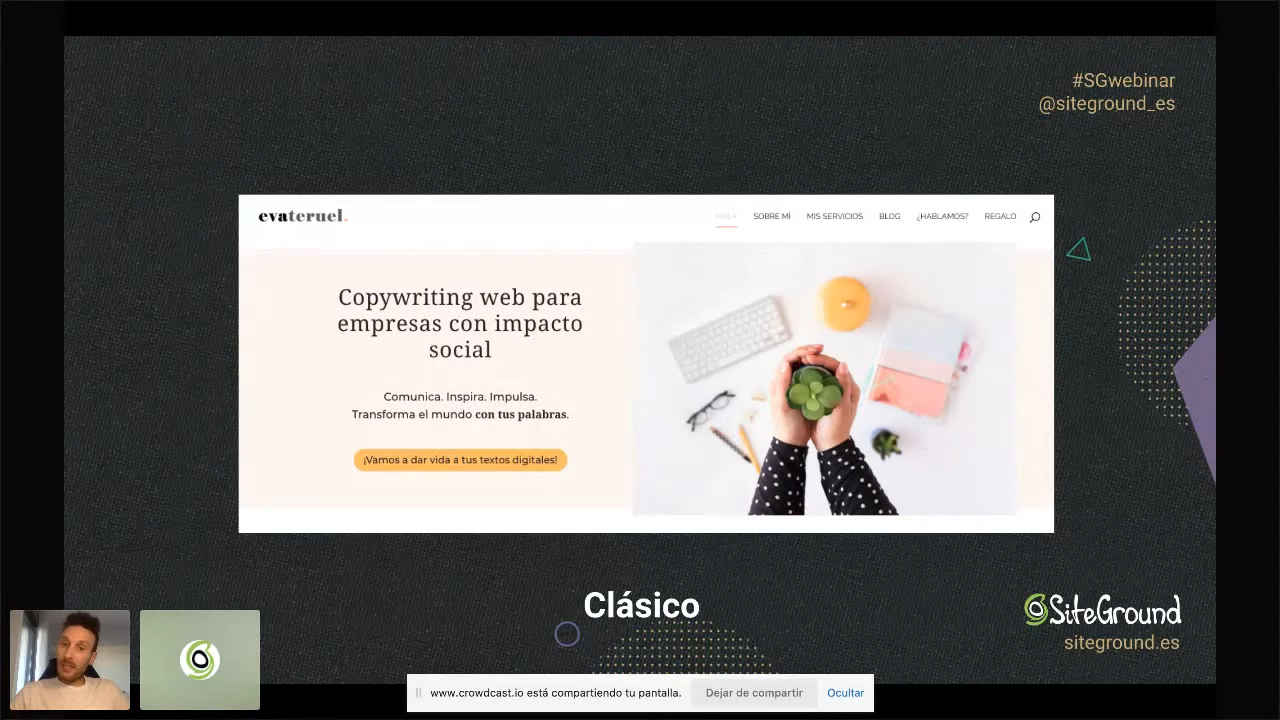 #SGwebinar
@siteground_es
evateruel.
HOLA SOBRE MÍ MIS SERVICIOS BLOG ¿HABLAMOS? REGALO
Copywriting web para
empresas con impacto
social
Comunica. Inspira. Impulsa.
Transforma el mundo con tus palabras.
¡Vamos a dar vida a tus textos digitales!
Clásico
SiteGround
siteground.es
www.crowdcast.io está compartiendo tu pantalla. Dejar de compartir Ocultar